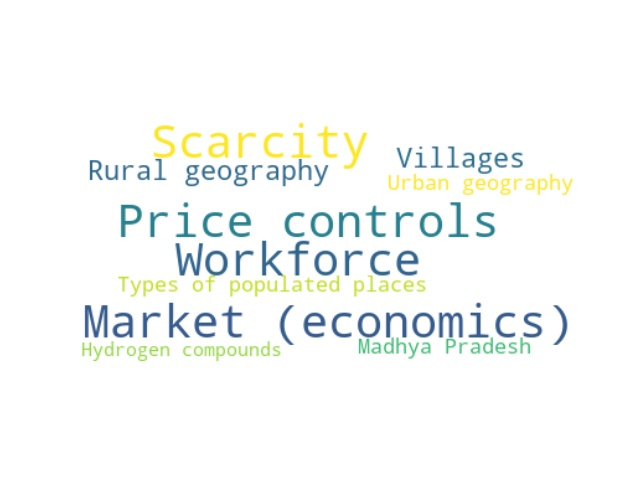 Scarcity
Villages
Rural geography
Urban geography
Price controls
Workforce
Types of populated places
Market (economics)
Hydrogen compounds
Madhya Pradesh